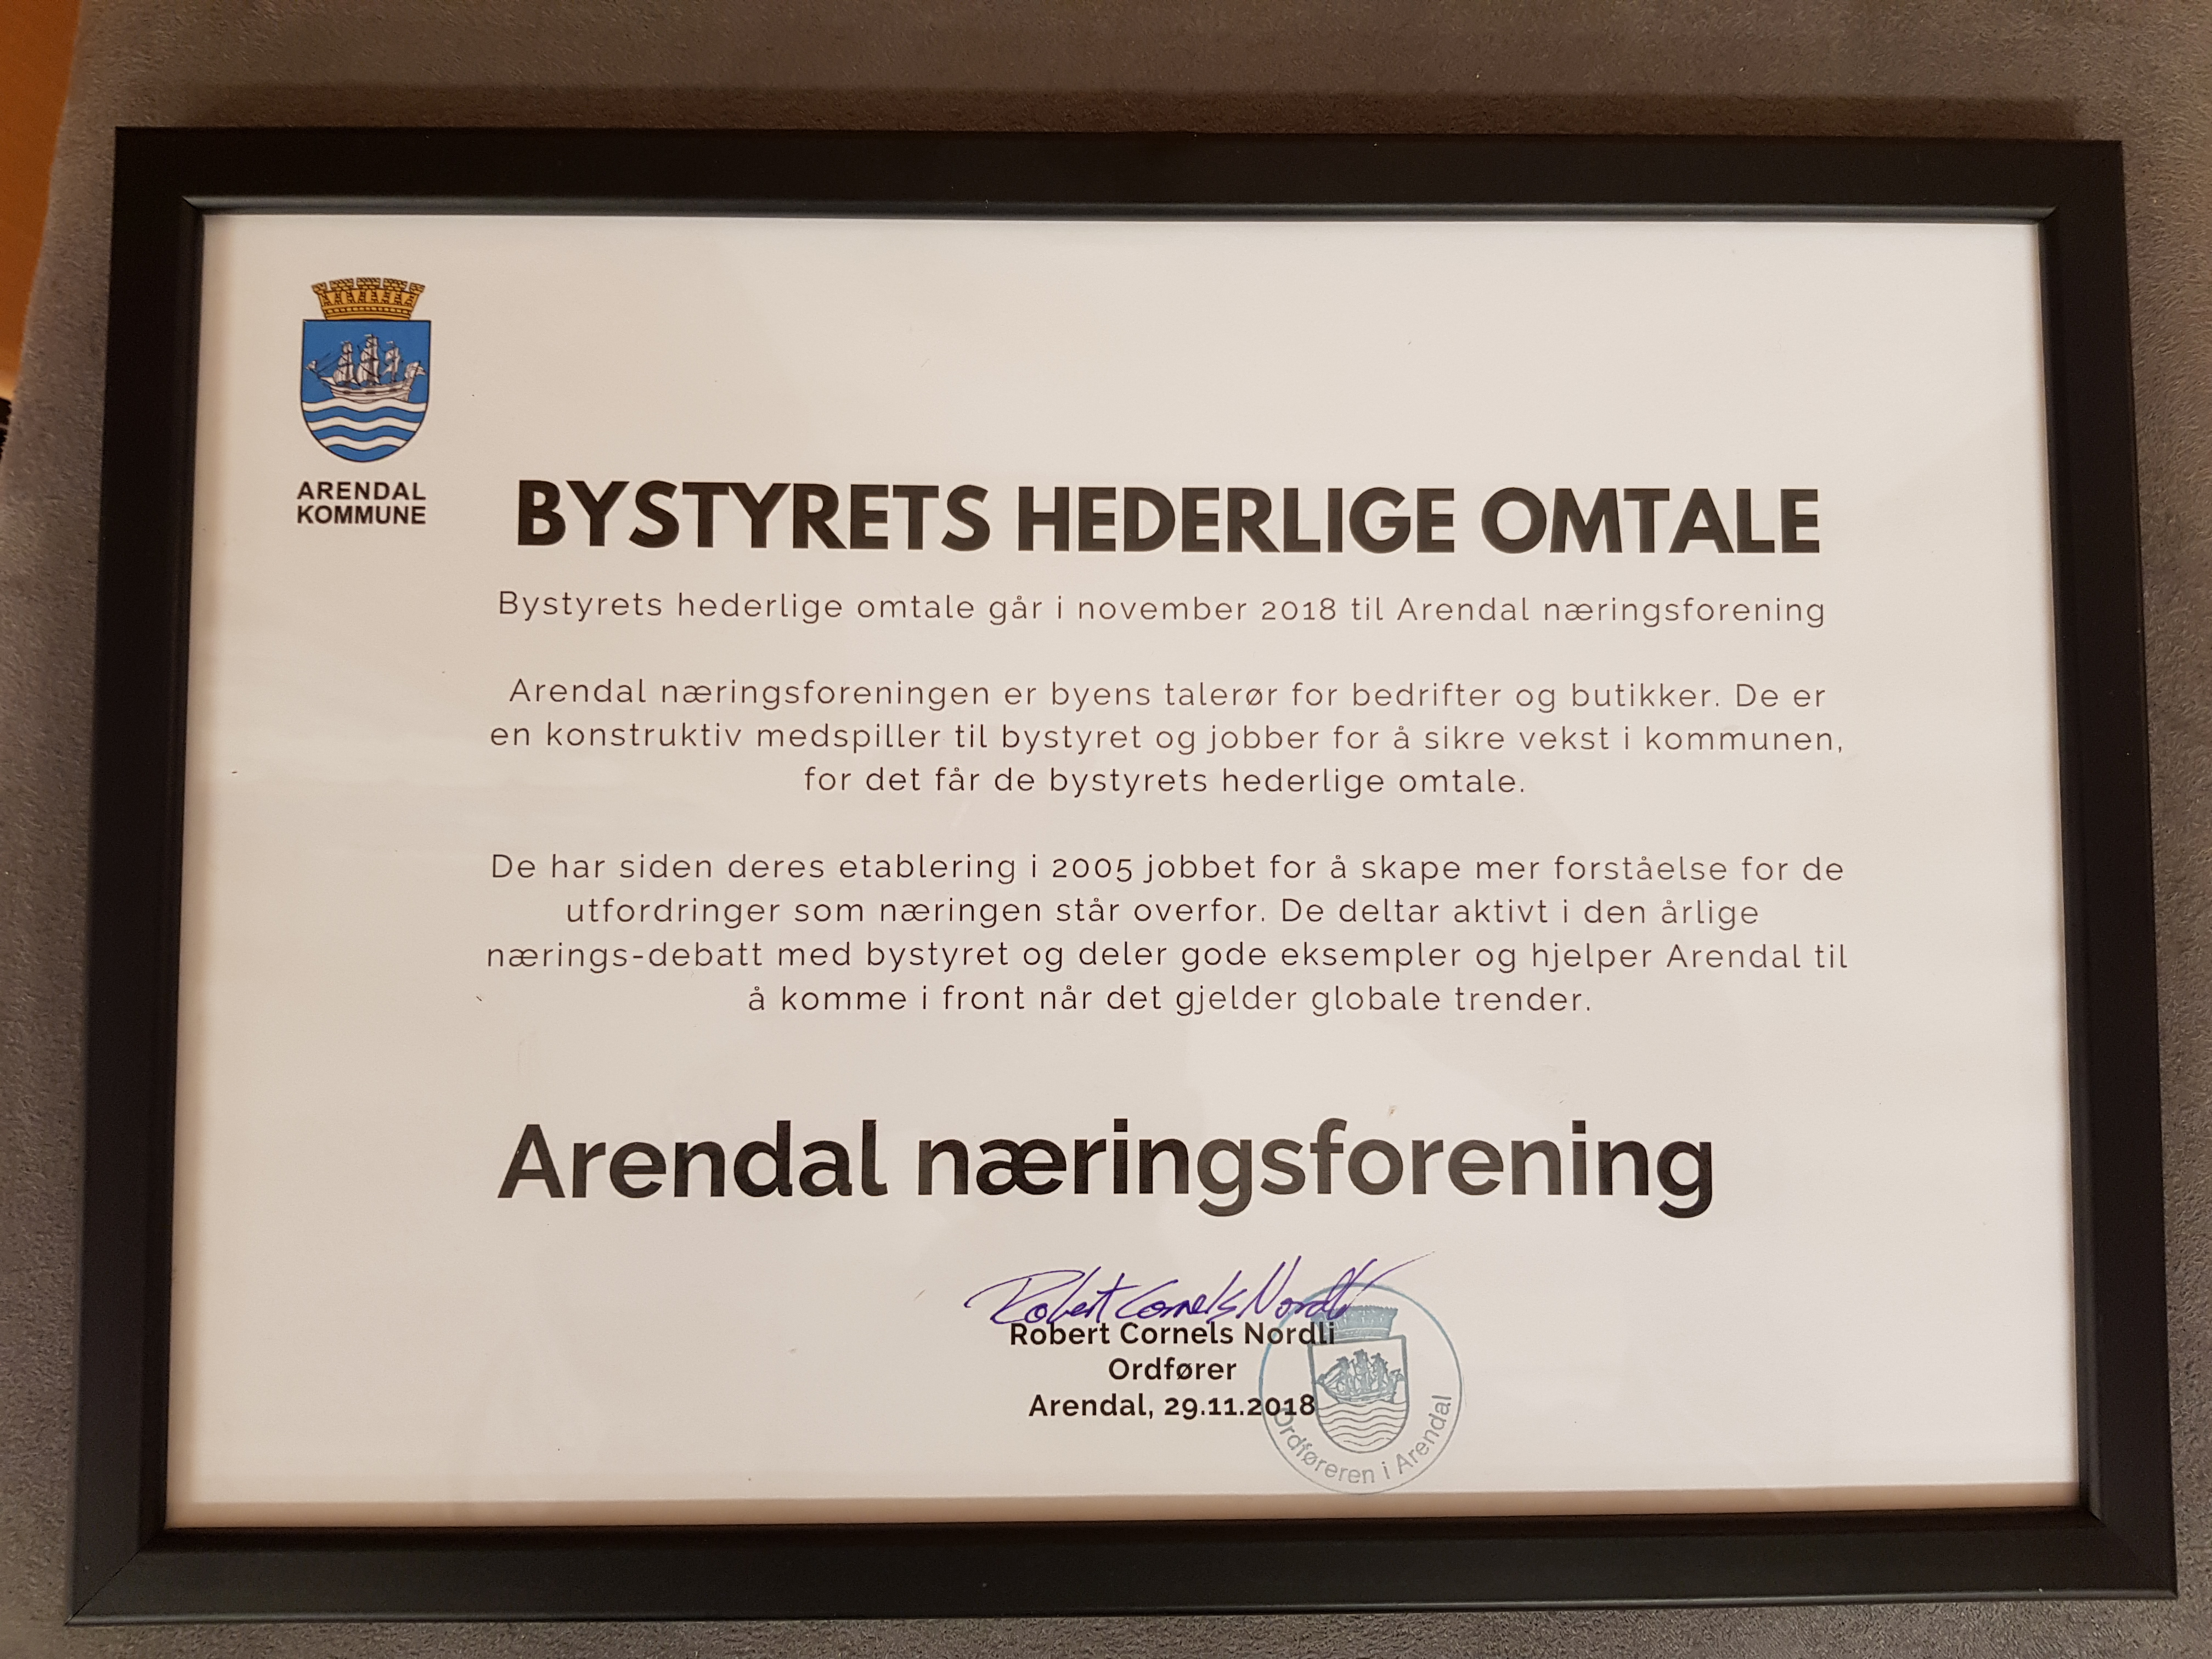 ARENDAL
KOMMUNE
BYSTYRETS HEDERLIGE OMTALE
Bystyrets hederlige omtale går i november 2018 til Arendal næringsforening
Arendal næringsforeningen er byens talerør for bedrifter og butikker. De er
en konstruktiv medspiller til bystyret og jobber for å sikre vekst i kommunen,
for det får de bystyrets hederlige omtale.
De har siden deres etablering i 2005 jobbet for å skape mer forståelse for de
utfordringer som næringen står overfor. De deltar aktivt i den årlige
nærings-debatt med bystyret og deler gode eksempler og hjelper Arendal til
å komme i front når det gjelder globale trender.
Arendal næringsforening
Robert Cornels Nordli
Robert Cornels Nordli
Ordfører
Arendal, 29.11.2018
Ordføreren i Arendal